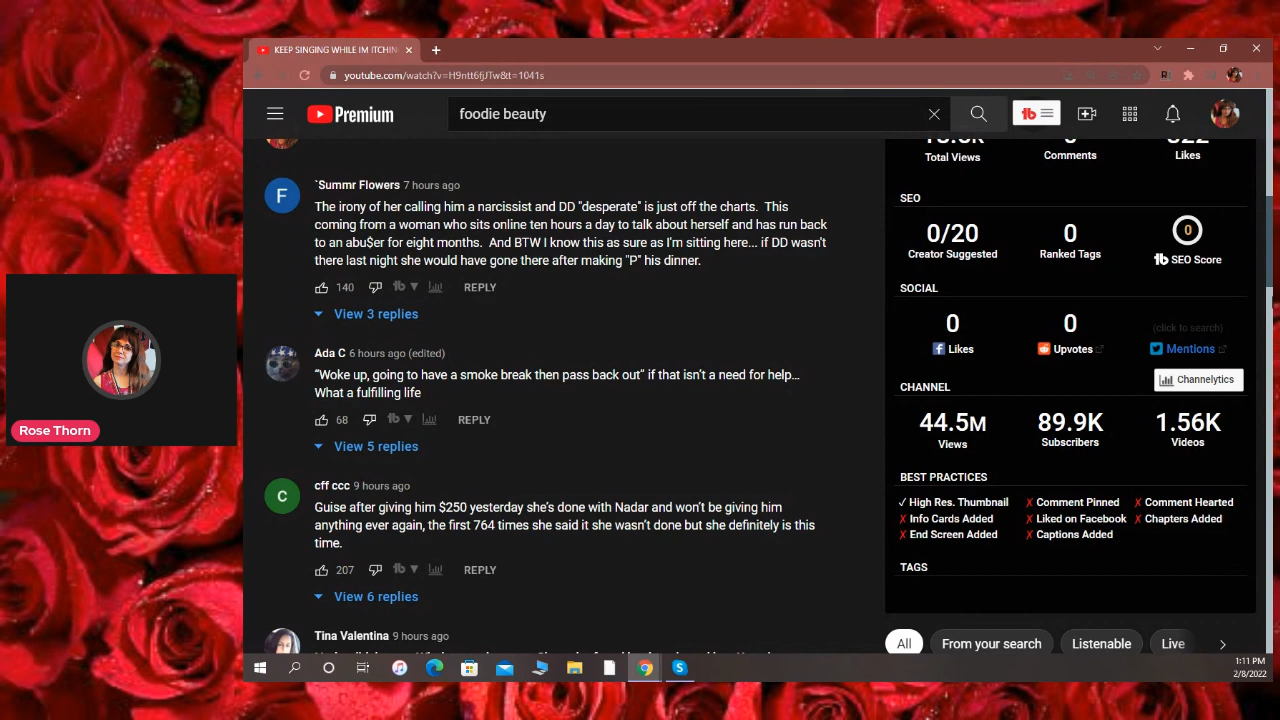 KEEP SINGING WHILE IM ITCHING
youtube.com/watch?v=H9ntt6fjJTw&t=1041s
Premium
foodie beauty
Total Views
Comments
Likes
`Summr Flowers 7 hours ago
The irony of her calling him a narcissist and DD "desperate" is just off the charts. This
coming from a woman who sits online ten hours a day to talk about herself and has run back
to an abu$er for eight months. And BTW I know this as sure as I'm sitting here... if DD wasn't
there last night she would have gone there after making "P" his dinner.
140
REPLY
View 3 replies
Ada C 6 hours ago (edited)
“Woke up, going to have a smoke break then pass back out” if that isn’t a need for help…
What a fulfilling life
68
REPLY
View 5 replies
cff ccc 9 hours ago
Guise after giving him $250 yesterday she’s done with Nadar and won’t be giving him
anything ever again, the first 764 times she said it she wasn’t done but she definitely is this
time.
207
REPLY
View 6 replies
Tina Valentina 9 hours ago
SEO
0/20
Creator Suggested
0
Ranked Tags
0
SEO Score
SOCIAL
0
Likes
0
Upvotes
(click to search)
Mentions
CHANNEL
Channelytics
44.5M
Views
89.9K
Subscribers
1.56K
Videos
BEST PRACTICES
✓ High Res. Thumbnail
✗ Comment Pinned
✗ Comment Hearted
✗ Info Cards Added
✗ Liked on Facebook
✗ Chapters Added
✗ End Screen Added
✗ Captions Added
TAGS
All
From your search
Listenable
Live
Rose Thorn
1:11 PM
2/8/2022